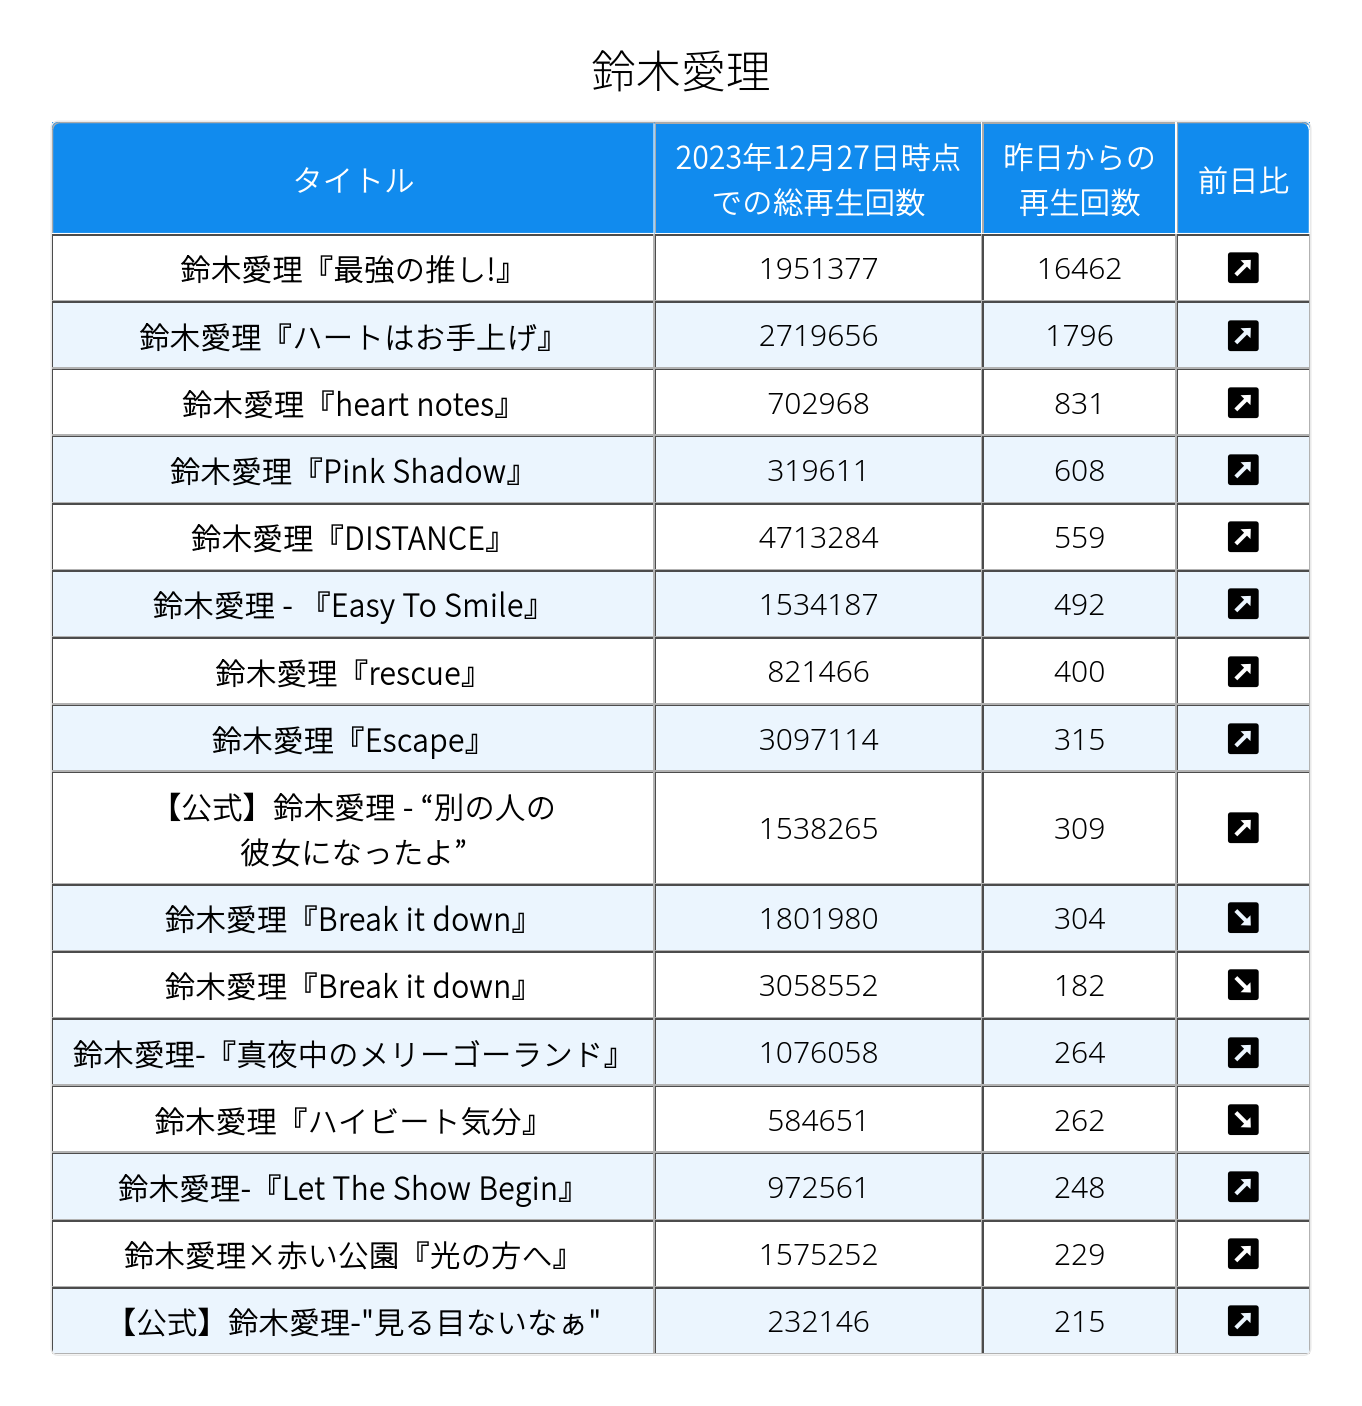 鈴木愛理
タイトル
2023年12月27日時点
での総再生回数
昨日からの
再生回数
前日比
鈴木愛理『最強の推し!』
1951377
16462
鈴木愛理『ハートはお手上げ』
2719656
1796
鈴木愛理『heart notes』
702968
831
鈴木愛理『Pink Shadow』
319611
608
鈴木愛理『DISTANCE』
4713284
559
鈴木愛理 - 『Easy To Smile』
1534187
492
鈴木愛理『rescue』
821466
400
鈴木愛理『Escape』
3097114
315
【公式】鈴木愛理 - “別の人の
彼女になったよ”
1538265
309
鈴木愛理『Break it down』
1801980
304
鈴木愛理『Break it down』
3058552
182
鈴木愛理-『真夜中のメリーゴーランド』
1076058
264
鈴木愛理『ハイビート気分』
584651
262
鈴木愛理-『Let The Show Begin』
972561
248
鈴木愛理×赤い公園『光の方へ』
1575252
229
【公式】鈴木愛理-"見る目ないなぁ"
232146
215